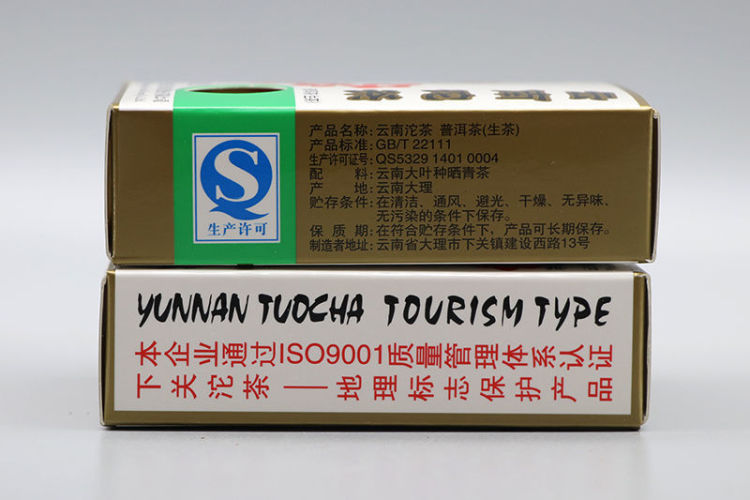 QS
生产许可
产品名称：云南沱茶 普洱茶(生茶)
产品标准：GB/T 22111
生产许可证号：QS5329 1401 0004
配 料：云南大叶种晒青茶
产 地：云南大理
贮存条件：在清洁、通风、避光、干燥、无异味、
无污染的条件下保存。
保 质 期：在符合贮存条件下，产品可长期保存。
制造者地址：云南省大理市下关镇建设西路13号
YUNNAN TUOCHA TOURISM TYPE
本企业通过ISO9001质量管理体系认证
下关沱茶——地理标志保护产品